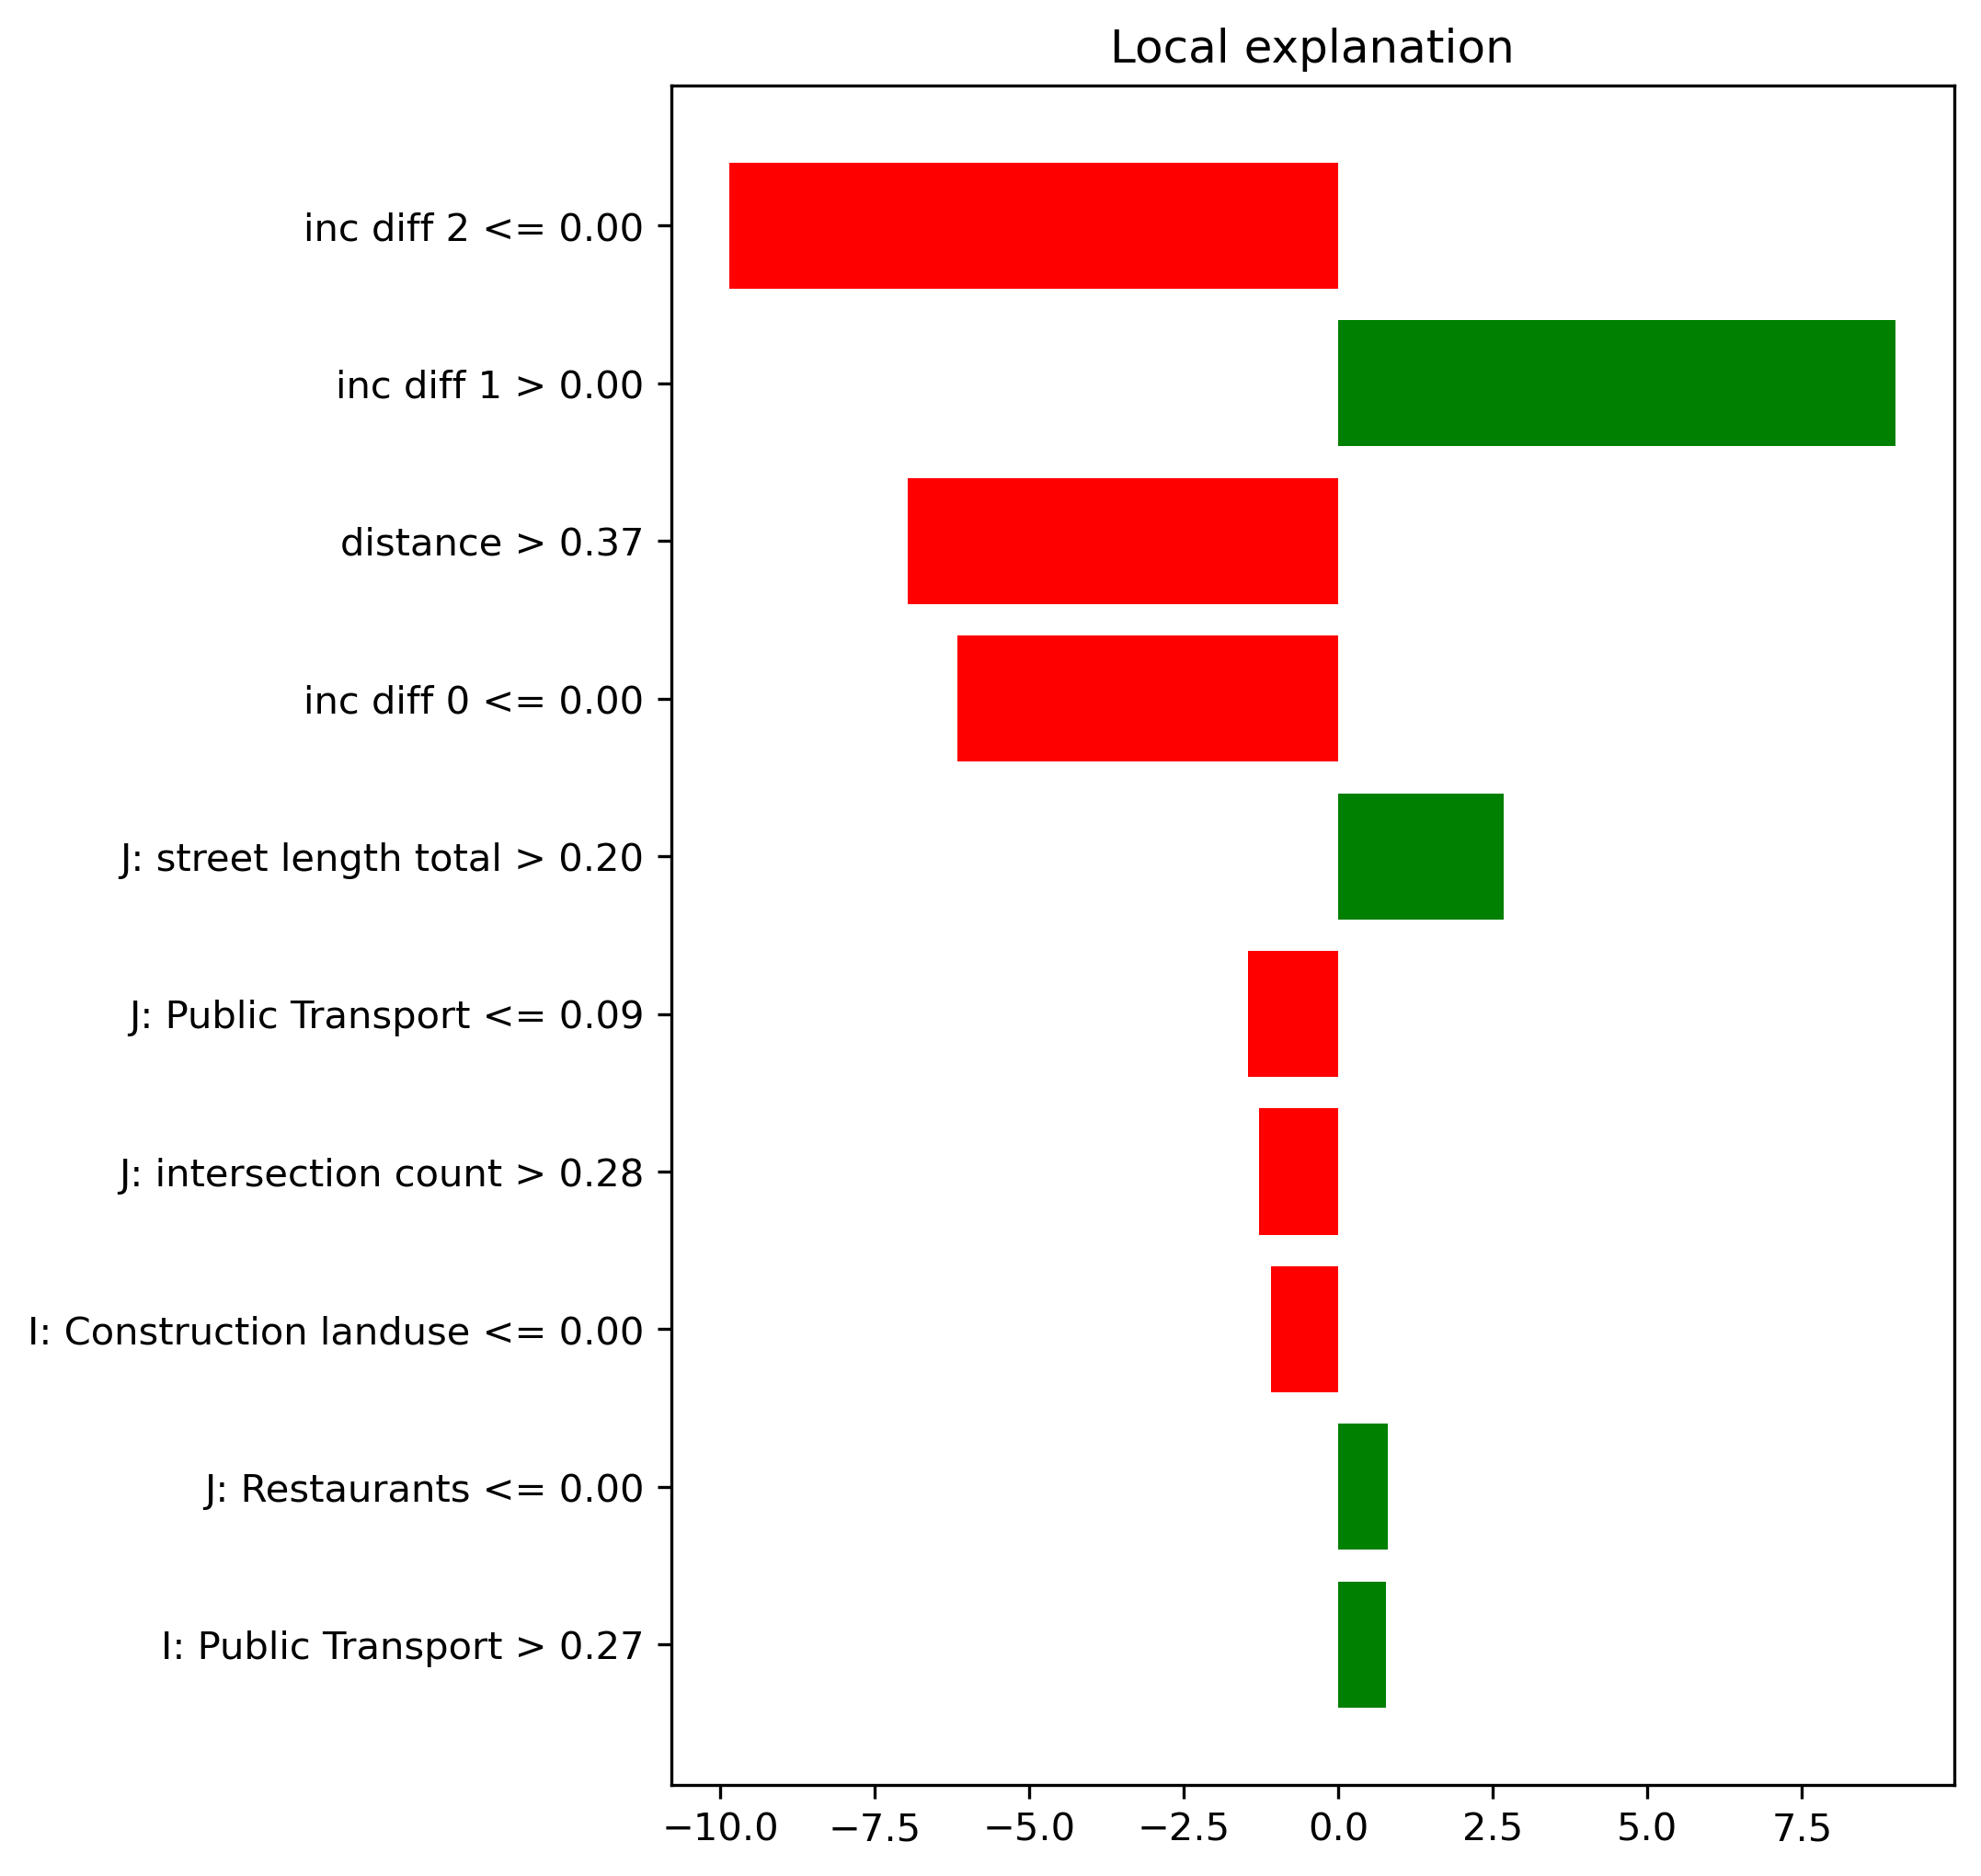 Local explanation
inc diff 2 <= 0.00
inc diff 1 > 0.00
distance > 0.37
inc diff 0 <= 0.00
J: street length total > 0.20
J: Public Transport <= 0.09
J: intersection count > 0.28
I: Construction landuse <= 0.00
J: Restaurants <= 0.00
I: Public Transport > 0.27
−10.0 −7.5 −5.0 −2.5 0.0 2.5 5.0 7.5